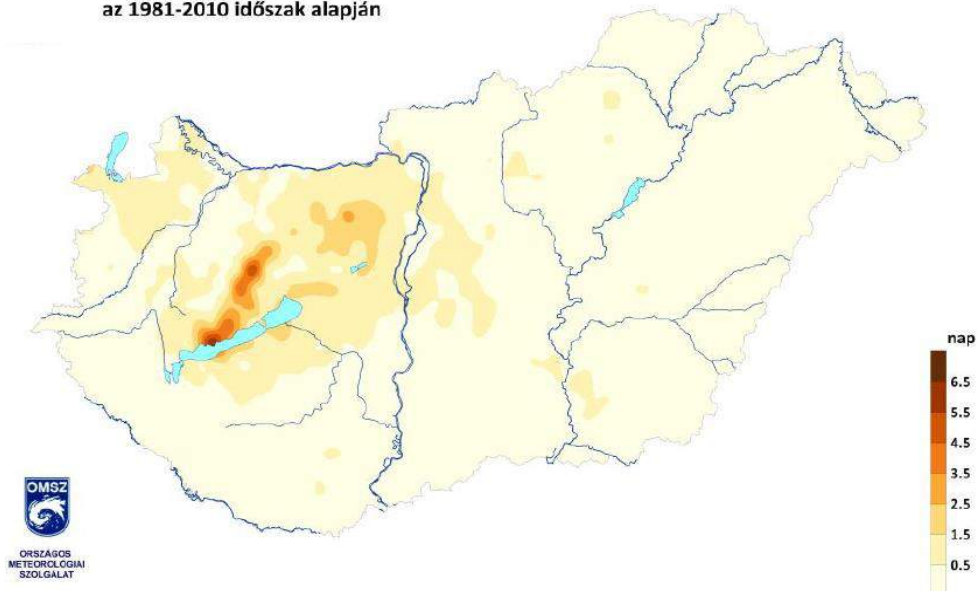 az 1981-2010 időszak alapján
nap
6.5
5.5
4.5
3.5
2.5
1.5
0.5
OMSZ
ORSZÁGOS
METEOROLÓGIAI
SZOLGÁLAT